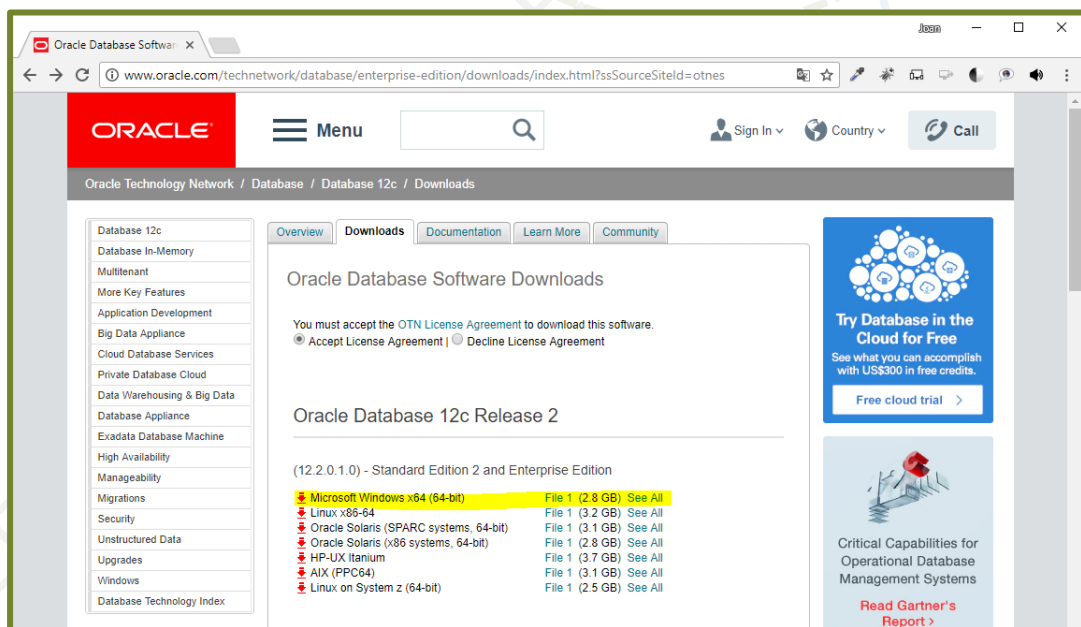 Joan
Oracle Database Softwar
www.oracle.com/technetwork/database/enterprise-edition/downloads/index.html?ssSourceSiteId=otnes
ORACLE
Menu
Sign In
Country
Call
Oracle Technology Network / Database / Database 12c / Downloads
Database 12c
Database In-Memory
Multitenant
More Key Features
Application Development
Big Data Appliance
Cloud Database Services
Private Database Cloud
Data Warehousing & Big Data
Database Appliance
Exadata Database Machine
High Availability
Manageability
Migrations
Security
Unstructured Data
Upgrades
Windows
Database Technology Index
Overview Downloads Documentation Learn More Community
Oracle Database Software Downloads
You must accept the OTN License Agreement to download this software.
Accept License Agreement | Decline License Agreement
Oracle Database 12c Release 2
(12.2.0.1.0) - Standard Edition 2 and Enterprise Edition
Microsoft Windows x64 (64-bit) File 1 (2.8 GB) See All
Linux x86-64 File 1 (3.2 GB) See All
Oracle Solaris (SPARC systems, 64-bit) File 1 (3.1 GB) See All
Oracle Solaris (x86 systems, 64-bit) File 1 (2.8 GB) See All
HP-UX Itanium File 1 (3.7 GB) See All
AIX (PPC64) File 1 (3.1 GB) See All
Linux on System z (64-bit) File 1 (2.5 GB) See All
Try Database in the
Cloud for Free
See what you can accomplish
with US$300 in free credits.
Free cloud trial >
Critical Capabilities for
Operational Database
Management Systems
Read Gartner's
Report >